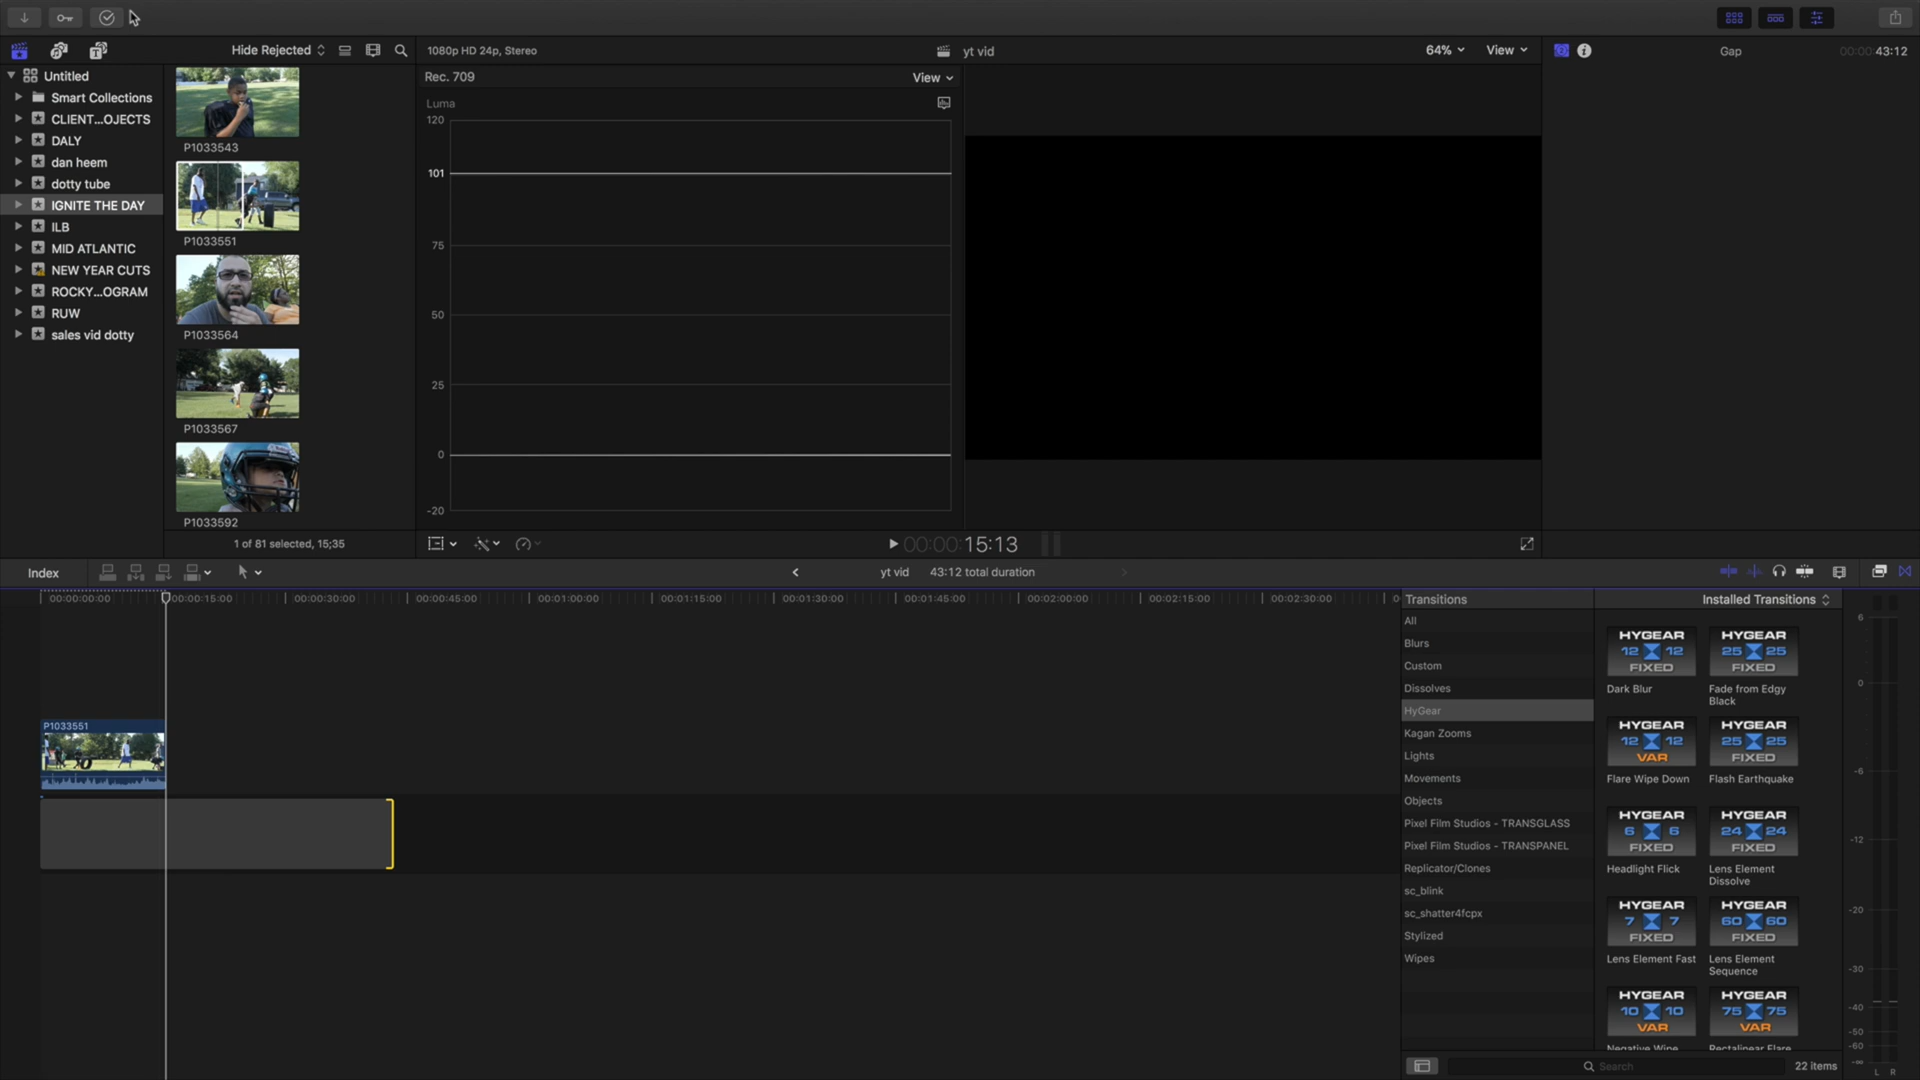 Hide Rejected
1080p HD 24p, Stereo
yt vid
64%
View
Gap
00:00:43:12
Untitled
Smart Collections
CLIENT...OJECTS
DALY
dan heem
dotty tube
IGNITE THE DAY
ILB
MID ATLANTIC
NEW YEAR CUTS
ROCKY...OGRAM
RUW
sales vid dotty
P1033543
P1033551
P1033564
P1033567
P1033592
1 of 81 selected, 15;35
Rec. 709
View
Luma
120
101
75
50
25
0
-20
00:00:15:13
Index
yt vid
43:12 total duration
00:00:00:00
00:00:15:00
00:00:30:00
00:00:45:00
00:01:00:00
00:01:15:00
00:01:30:00
00:01:45:00
00:02:00:00
00:02:15:00
00:02:30:00
P1033551
Transitions
All
Blurs
Custom
Dissolves
HyGear
Kagan Zooms
Lights
Movements
Objects
Pixel Film Studios - TRANSGLASS
Pixel Film Studios - TRANSPANEL
Replicator/Clones
sc_blink
sc_shatter4fcpx
Stylized
Wipes
Installed Transitions
HYGEAR
12 12
FIXED
Dark Blur
HYGEAR
25 25
FIXED
Fade from Edgy
Black
HYGEAR
12 12
VAR
Flare Wipe Down
HYGEAR
25 25
FIXED
Flash Earthquake
HYGEAR
6 6
FIXED
Headlight Flick
HYGEAR
24 24
FIXED
Lens Element
Dissolve
HYGEAR
7 7
FIXED
Lens Element Fast
HYGEAR
60 60
FIXED
Lens Element
Sequence
HYGEAR
10 10
VAR
Negative Wipe
HYGEAR
75 75
VAR
Rectalinear Flare
Search
22 items
6
0
-6
-12
-20
-30
-40
-50
-60
-∞
L R